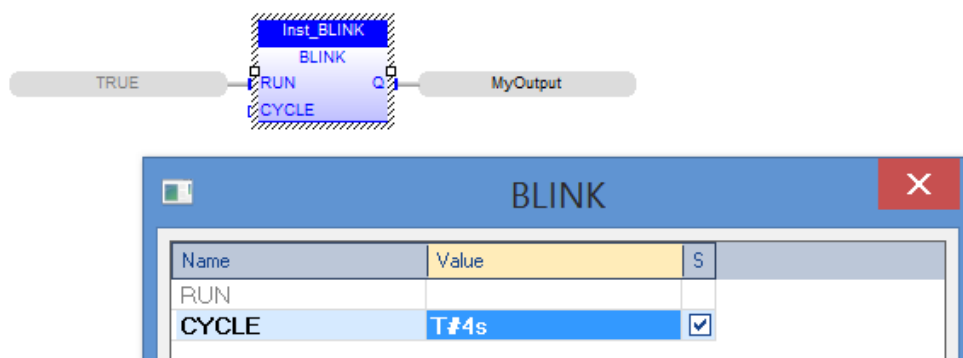 Inst_BLINK
BLINK
TRUE RUN Q MyOutput
CYCLE
BLINK
Name Value S
RUN
CYCLE T#4s